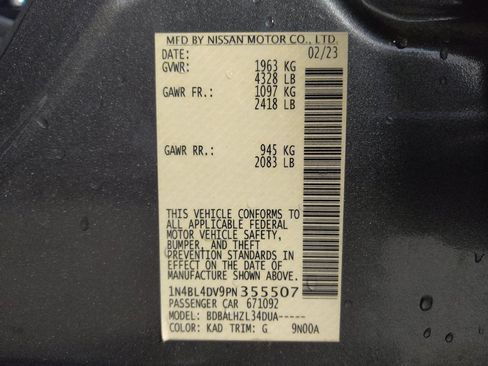 MFD BY NISSAN MOTOR CO., LTD.
DATE: 02/23
GVWR: 1963 KG
4328 LB
GAWR FR.: 1097 KG
2418 LB
GAWR RR.: 945 KG
2083 LB
THIS VEHICLE CONFORMS TO
ALL APPLICABLE FEDERAL
MOTOR VEHICLE SAFETY,
BUMPER, AND THEFT
PREVENTION STANDARDS IN
EFFECT ON THE DATE OF
MANUFACTURE SHOWN ABOVE.
1N4BL4DV9PN355507
PASSENGER CAR 671092
MODEL: BDBALHZL34DUA-----
COLOR: KAD TRIM: G 9N00A